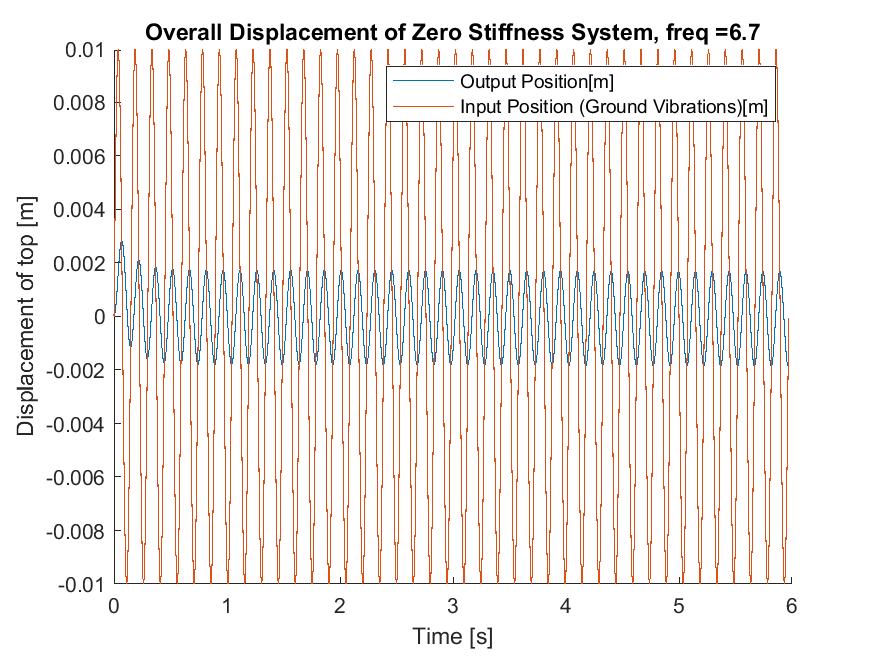 Overall Displacement of Zero Stiffness System, freq =6.7
0.01
0.008
0.006
0.004
0.002
0
-0.002
-0.004
-0.006
-0.008
-0.01
Displacement of top [m]
Output Position[m]
Input Position (Ground Vibrations)[m]
0 1 2 3 4 5 6
Time [s]